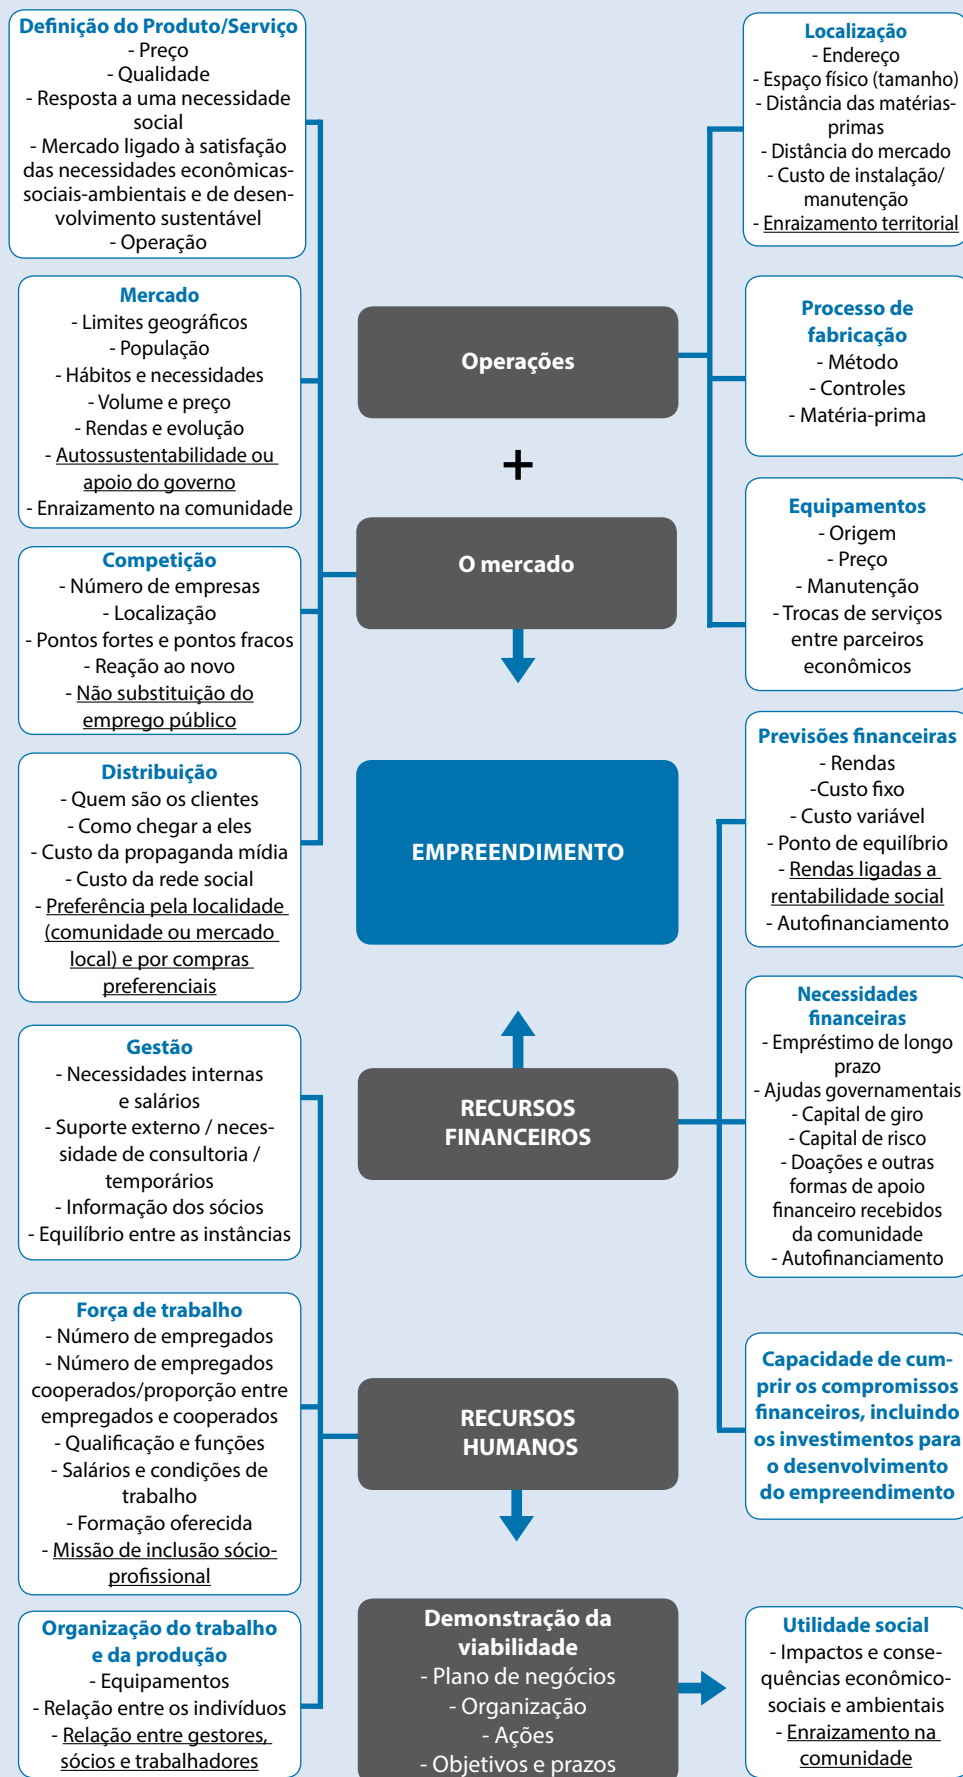 Definição do Produto/Serviço
- Preço
- Qualidade
- Resposta a uma necessidade
social
- Mercado ligado à satisfação
das necessidades econômicas-
sociais-ambientais e de desen-
volvimento sustentável
- Operação
Mercado
- Limites geográficos
- População
- Hábitos e necessidades
- Volume e preço
- Rendas e evolução
- Autossustentabilidade ou
apoio do governo
- Enraizamento na comunidade
Competição
- Número de empresas
- Localização
- Pontos fortes e pontos fracos
- Reação ao novo
- Não substituição do
emprego público
Distribuição
- Quem são os clientes
- Como chegar a eles
- Custo da propaganda mídia
- Custo da rede social
- Preferência pela localidade
(comunidade ou mercado
local) e por compras
preferenciais
Gestão
- Necessidades internas
e salários
- Suporte externo / neces-
sidade de consultoria /
temporários
- Informação dos sócios
- Equilíbrio entre as instâncias
Força de trabalho
- Número de empregados
- Número de empregados
cooperados/proporção entre
empregados e cooperados
- Qualificação e funções
- Salários e condições de
trabalho
- Formação oferecida
- Missão de inclusão sócio-
profissional
Organização do trabalho
e da produção
- Equipamentos
- Relação entre os indivíduos
- Relação entre gestores,
sócios e trabalhadores
Operações
+
O mercado
EMPREENDIMENTO
RECURSOS
FINANCEIROS
RECURSOS
HUMANOS
Demonstração da
viabilidade
- Plano de negócios
- Organização
- Ações
- Objetivos e prazos
Localização
- Endereço
- Espaço físico (tamanho)
- Distância das matérias-
primas
- Distância do mercado
- Custo de instalação/
manutenção
- Enraizamento territorial
Processo de
fabricação
- Método
- Controles
- Matéria-prima
Equipamentos
- Origem
- Preço
- Manutenção
- Trocas de serviços
entre parceiros
econômicos
Previsões financeiras
- Rendas
-Custo fixo
- Custo variável
- Ponto de equilíbrio
- Rendas ligadas a
rentabilidade social
- Autofinanciamento
Necessidades
financeiras
- Empréstimo de longo
prazo
- Ajudas governamentais
- Capital de giro
- Capital de risco
- Doações e outras
formas de apoio
financeiro recebidos
da comunidade
- Autofinanciamento
Capacidade de cum-
prir os compromissos
financeiros, incluindo
os investimentos para
o desenvolvimento
do empreendimento
Utilidade social
- Impactos e conse-
quências econômico-
sociais e ambientais
- Enraizamento na
comunidade